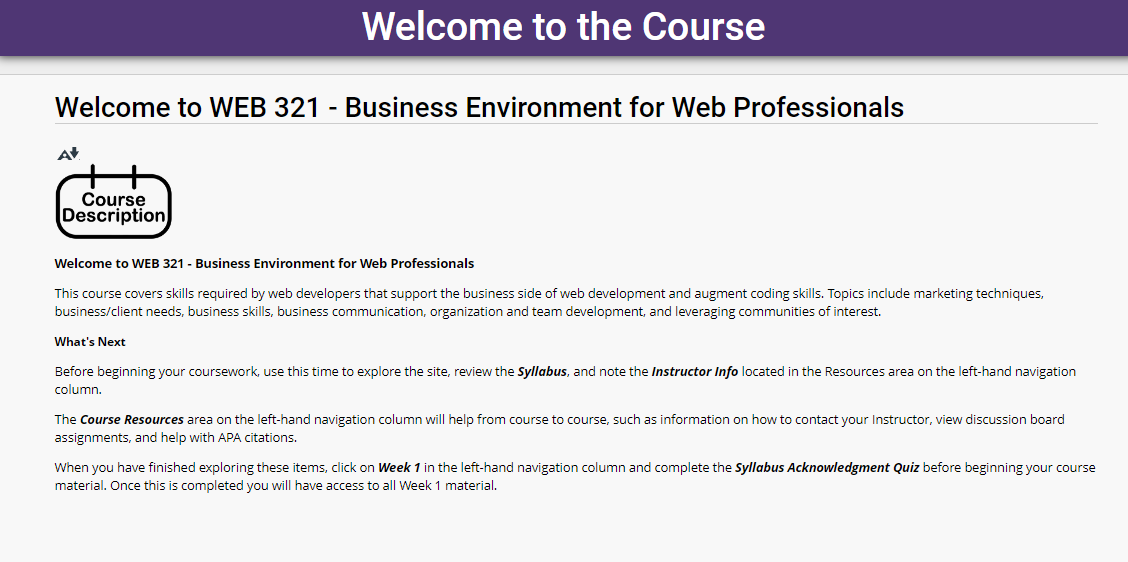 Welcome to the Course
Welcome to WEB 321 - Business Environment for Web Professionals
A
Course
Description
Welcome to WEB 321 - Business Environment for Web Professionals
This course covers skills required by web developers that support the business side of web development and augment coding skills. Topics include marketing techniques,
business/client needs, business skills, business communication, organization and team development, and leveraging communities of interest.
What's Next
Before beginning your coursework, use this time to explore the site, review the Syllabus, and note the Instructor Info located in the Resources area on the left-hand navigation
column.
The Course Resources area on the left-hand navigation column will help from course to course, such as information on how to contact your Instructor, view discussion board
assignments, and help with APA citations.
When you have finished exploring these items, click on Week 1 in the left-hand navigation column and complete the Syllabus Acknowledgment Quiz before beginning your course
material. Once this is completed you will have access to all Week 1 material.